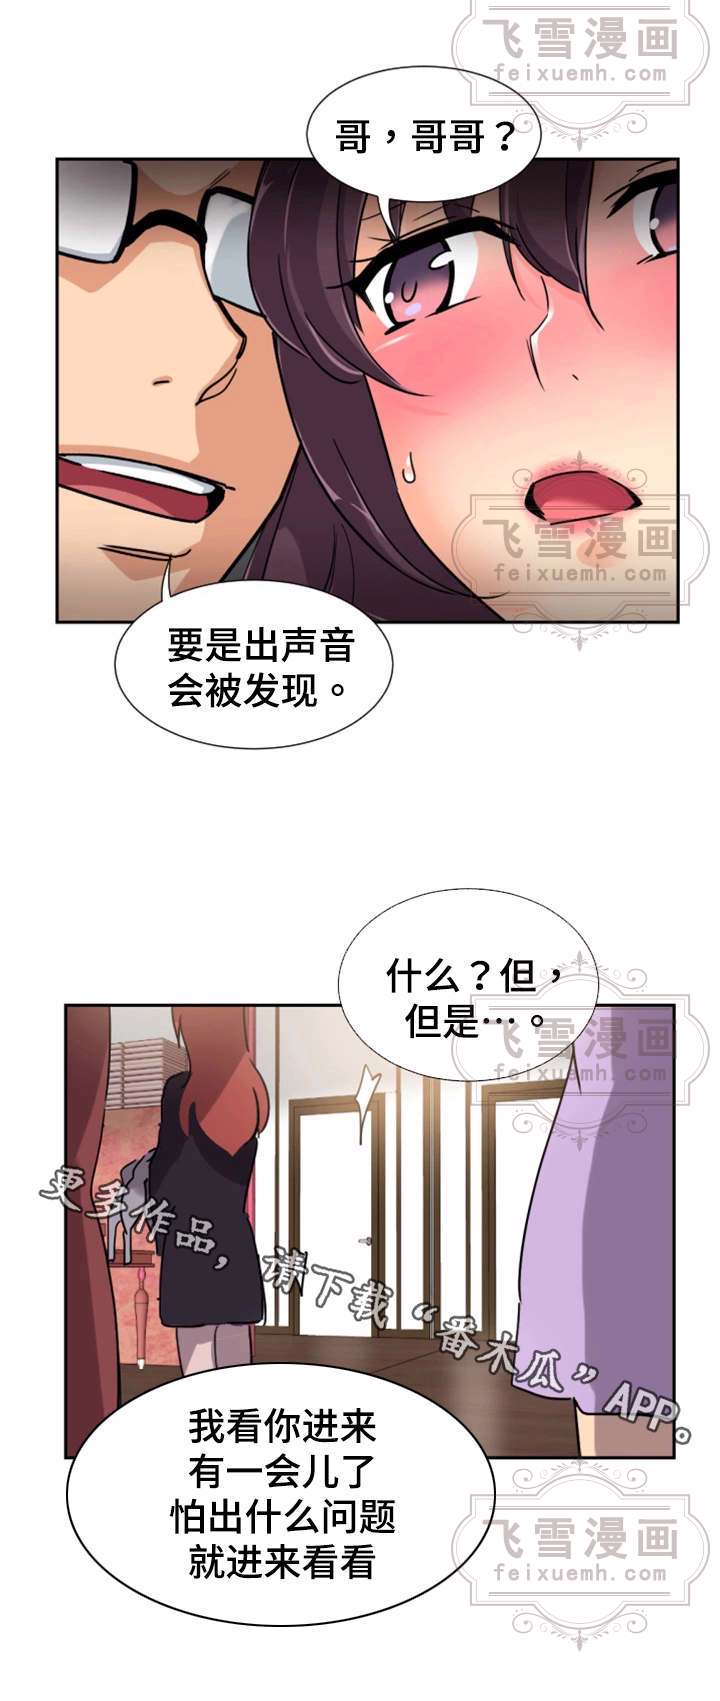 飞雪漫画
feixuemh.com
哥，哥哥？
飞雪漫画
feixuemh.com
要是出声音
会被发现。
什么？但，
但是…。
飞雪漫画
feixuemh.com
更多作品，请下载“番木瓜”APP。
我看你进来
有一会儿了
怕出什么问题
就进来看看
飞雪漫画
feixuemh.com